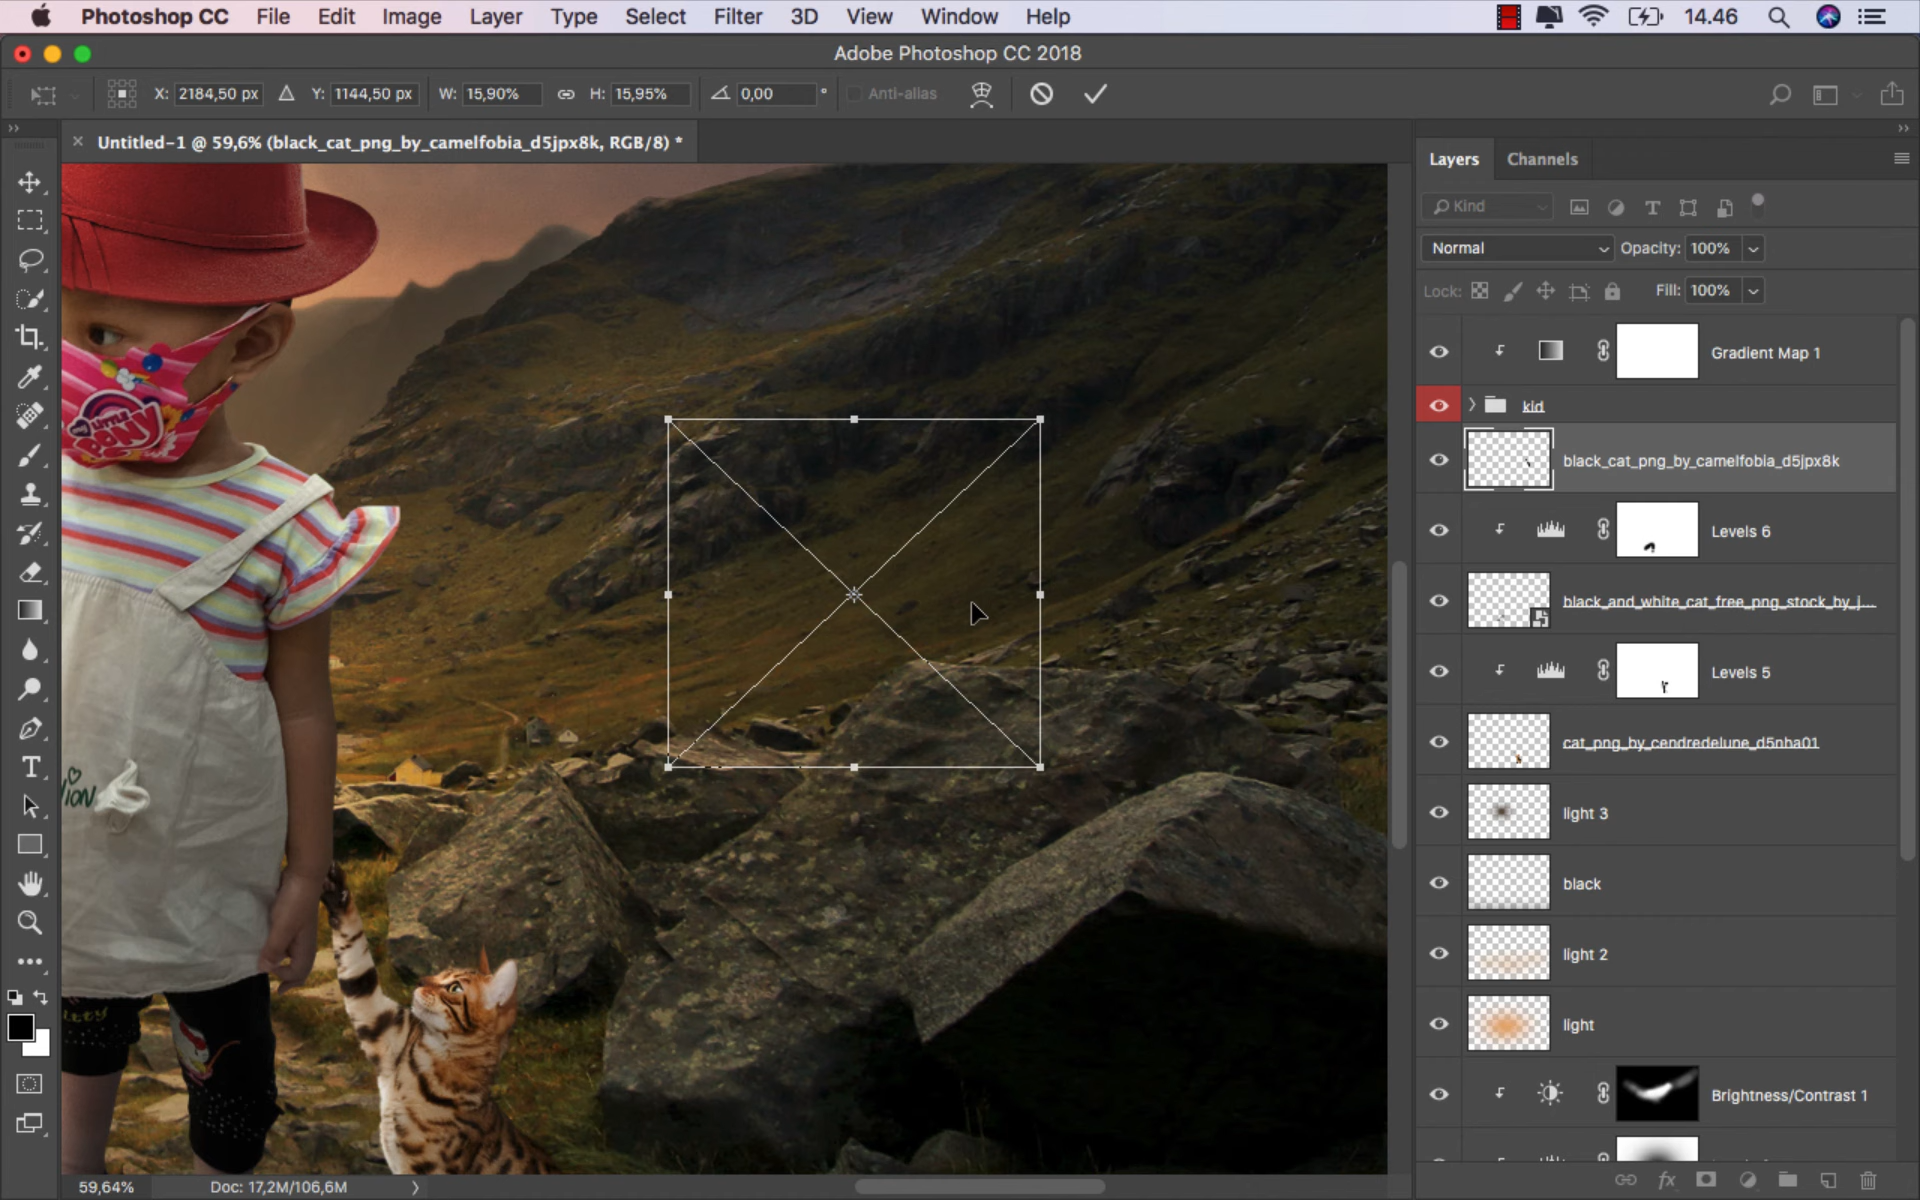 Photoshop CC File Edit Image Layer Type Select Filter 3D View Window Help 14.46
Adobe Photoshop CC 2018
X: 2184,50 px Y: 1144,50 px W: 15,90% H: 15,95% 0,00 ° Anti-alias
Untitled-1 @ 59,6% (black_cat_png_by_camelfobia_d5jpx8k, RGB/8) *
Layers Channels
Kind
Normal Opacity: 100%
Lock: Fill: 100%
Gradient Map 1
kid
black_cat_png_by_camelfobia_d5jpx8k
Levels 6
black_and_white_cat_free_png_stock_by_j...
Levels 5
cat_png_by_cendredelune_d5nha01
light 3
black
light 2
light
Brightness/Contrast 1
PONY
59,64% Doc: 17,2M/106,6M